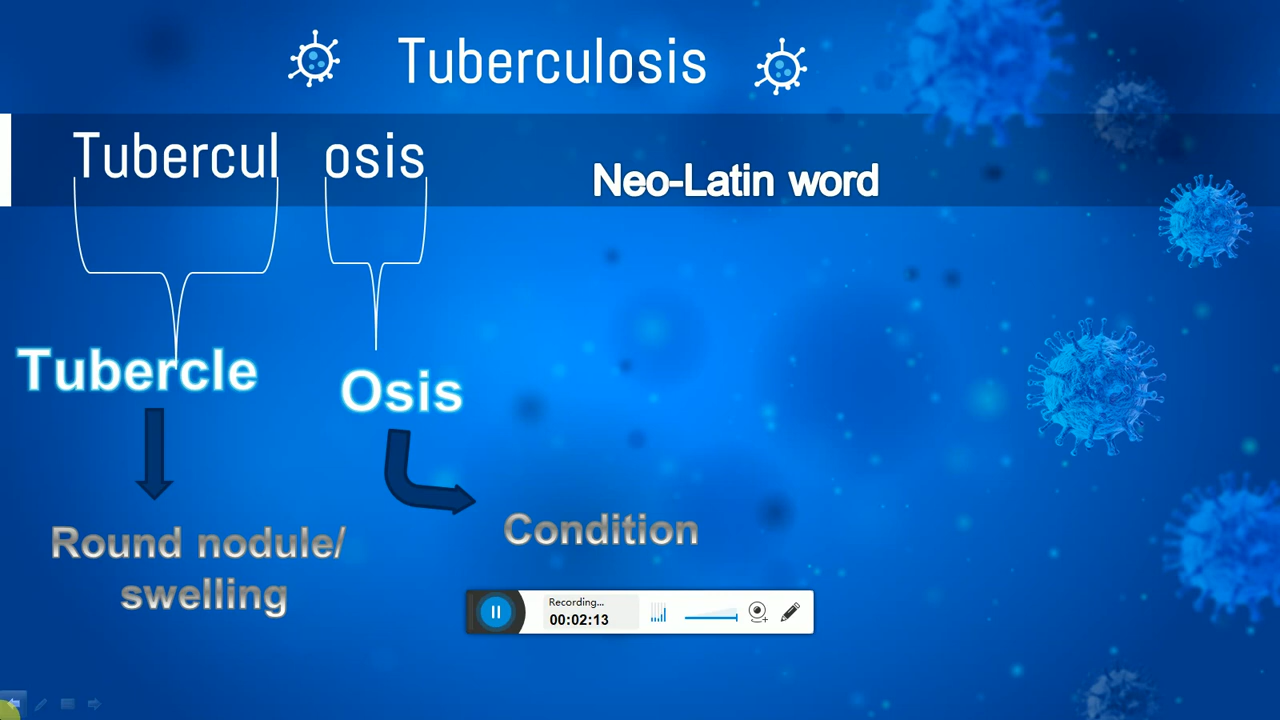 Tuberculosis
Tubercul osis
Neo-Latin word
Tubercle
Osis
Round nodule/
swelling
Condition
Recording...
00:02:13